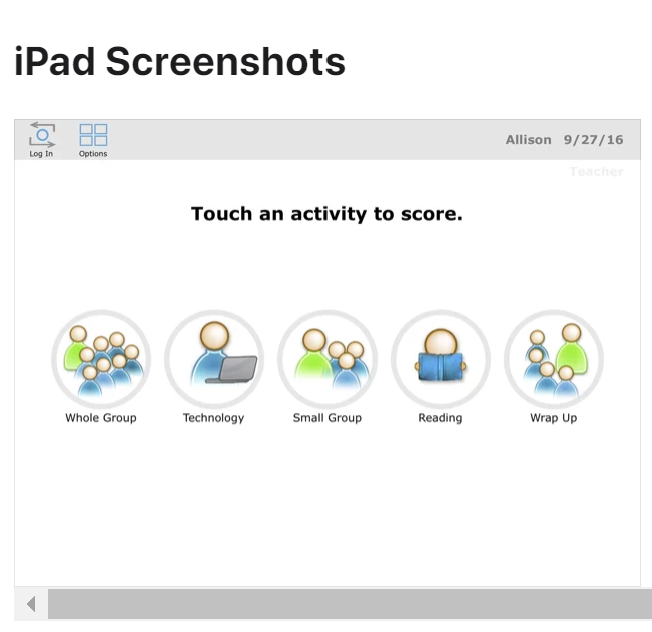 iPad Screenshots
Log In
Options
Allison 9/27/16
Teacher
Touch an activity to score.
Whole Group
Technology
Small Group
Reading
Wrap Up